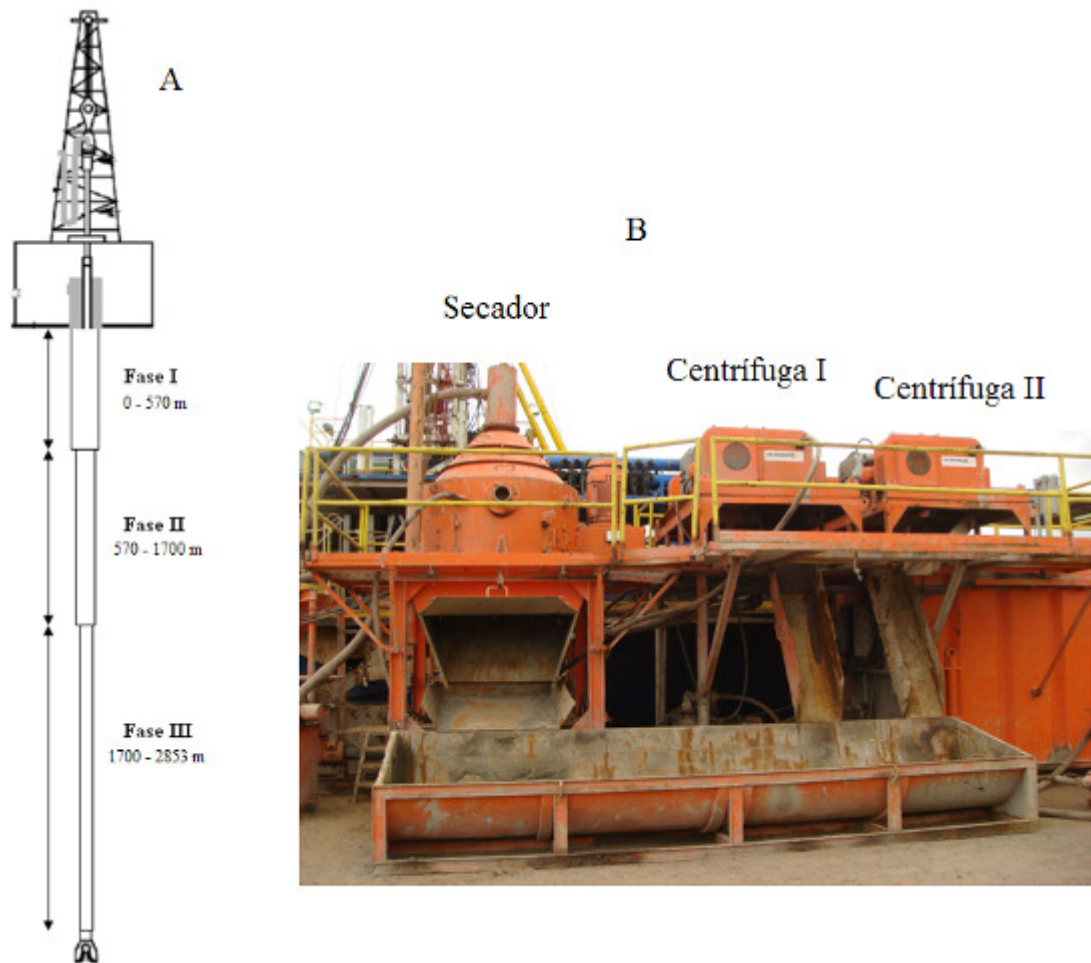 A
Fase I
0 - 570 m
Fase II
570 - 1700 m
Fase III
1700 - 2853 m
B
Secador
Centrífuga I
Centrífuga II